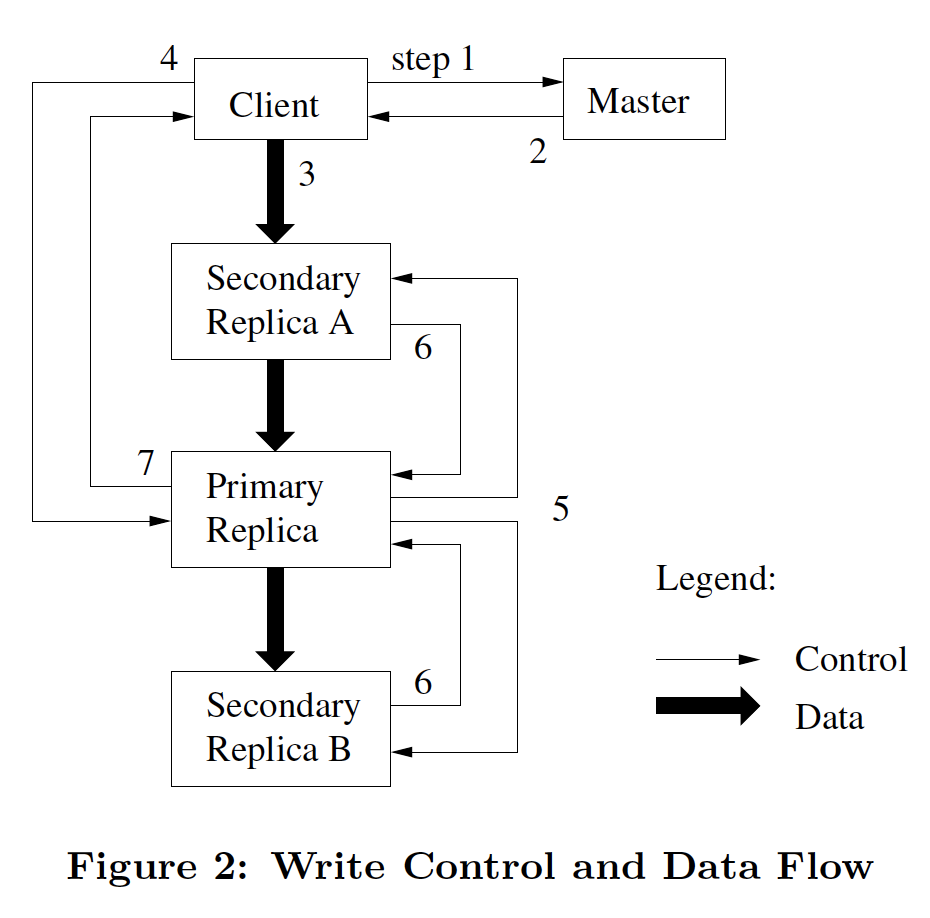 4
step 1
Client
Master
2
3
Secondary
Replica A
6
7
Primary
Replica
5
Legend:
Control
Data
6
Secondary
Replica B
Figure 2: Write Control and Data Flow